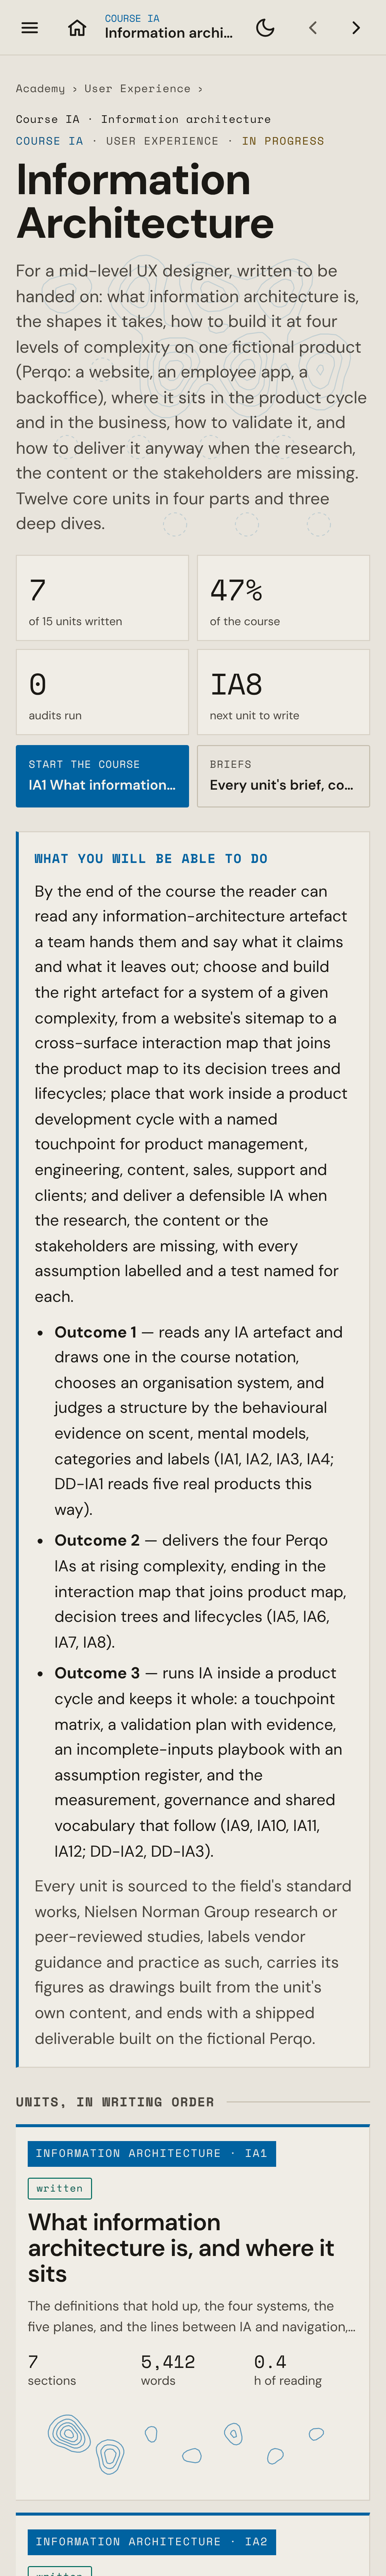 COURSE IA
Information archi…
Academy › User Experience ›
Course IA · Information architecture
COURSE IA · USER EXPERIENCE · IN PROGRESS
Information
Architecture
For a mid-level UX designer, written to be
handed on: what information architecture is,
the shapes it takes, how to build it at four
levels of complexity on one fictional product
(Perqo: a website, an employee app, a
backoffice), where it sits in the product cycle
and in the business, how to validate it, and
how to deliver it anyway when the research,
the content or the stakeholders are missing.
Twelve core units in four parts and three
deep dives.
7
of 15 units written
47%
of the course
0
audits run
IA8
next unit to write
START THE COURSE
IA1 What information…
BRIEFS
Every unit's brief, co…
WHAT YOU WILL BE ABLE TO DO
By the end of the course the reader can
read any information-architecture artefact
a team hands them and say what it claims
and what it leaves out; choose and build
the right artefact for a system of a given
complexity, from a website's sitemap to a
cross-surface interaction map that joins
the product map to its decision trees and
lifecycles; place that work inside a product
development cycle with a named
touchpoint for product management,
engineering, content, sales, support and
clients; and deliver a defensible IA when
the research, the content or the
stakeholders are missing, with every
assumption labelled and a test named for
each.
• Outcome 1 — reads any IA artefact and
draws one in the course notation,
chooses an organisation system, and
judges a structure by the behavioural
evidence on scent, mental models,
categories and labels (IA1, IA2, IA3, IA4;
DD-IA1 reads five real products this
way).
• Outcome 2 — delivers the four Perqo
IAs at rising complexity, ending in the
interaction map that joins product map,
decision trees and lifecycles (IA5, IA6,
IA7, IA8).
• Outcome 3 — runs IA inside a product
cycle and keeps it whole: a touchpoint
matrix, a validation plan with evidence,
an incomplete-inputs playbook with an
assumption register, and the
measurement, governance and shared
vocabulary that follow (IA9, IA10, IA11,
IA12; DD-IA2, DD-IA3).
Every unit is sourced to the field's standard
works, Nielsen Norman Group research or
peer-reviewed studies, labels vendor
guidance and practice as such, carries its
figures as drawings built from the unit's
own content, and ends with a shipped
deliverable built on the fictional Perqo.
UNITS, IN WRITING ORDER
INFORMATION ARCHITECTURE · IA1
written
What information
architecture is, and where it
sits
The definitions that hold up, the four systems, the
five planes, and the lines between IA and navigation,…
7
sections
5,412
words
0.4
h of reading
INFORMATION ARCHITECTURE · IA2
written